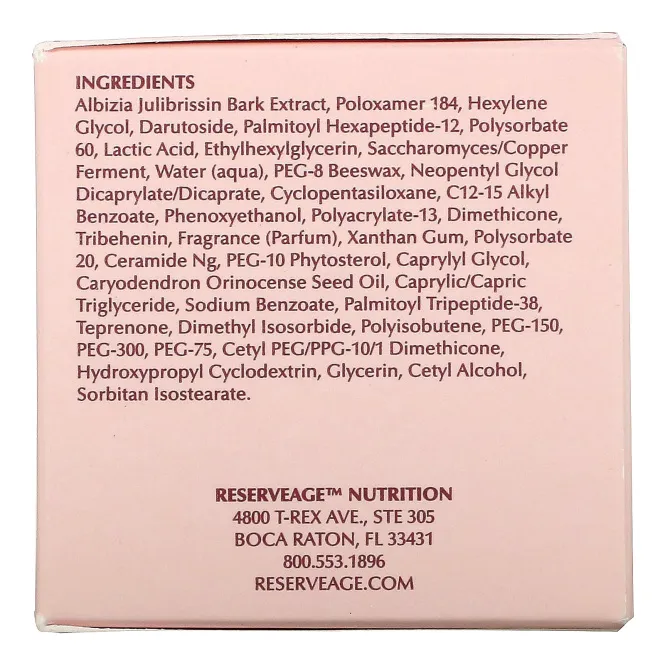 INGREDIENTS
Albizia Julibrissin Bark Extract, Poloxamer 184, Hexylene
Glycol, Darutoside, Palmitoyl Hexapeptide-12, Polysorbate
60, Lactic Acid, Ethylhexylglycerin, Saccharomyces/Copper
Ferment, Water (aqua), PEG-8 Beeswax, Neopentyl Glycol
Dicaprylate/Dicaprate, Cyclopentasiloxane, C12-15 Alkyl
Benzoate, Phenoxyethanol, Polyacrylate-13, Dimethicone,
Tribehenin, Fragrance (Parfum), Xanthan Gum, Polysorbate
20, Ceramide Ng, PEG-10 Phytosterol, Caprylyl Glycol,
Caryodendron Orinocense Seed Oil, Caprylic/Capric
Triglyceride, Sodium Benzoate, Palmitoyl Tripeptide-38,
Teprenone, Dimethyl Isosorbide, Polyisobutene, PEG-150,
PEG-300, PEG-75, Cetyl PEG/PPG-10/1 Dimethicone,
Hydroxypropyl Cyclodextrin, Glycerin, Cetyl Alcohol,
Sorbitan Isostearate.
RESERVEAGE™ NUTRITION
4800 T-REX AVE., STE 305
BOCA RATON, FL 33431
800.553.1896
RESERVEAGE.COM